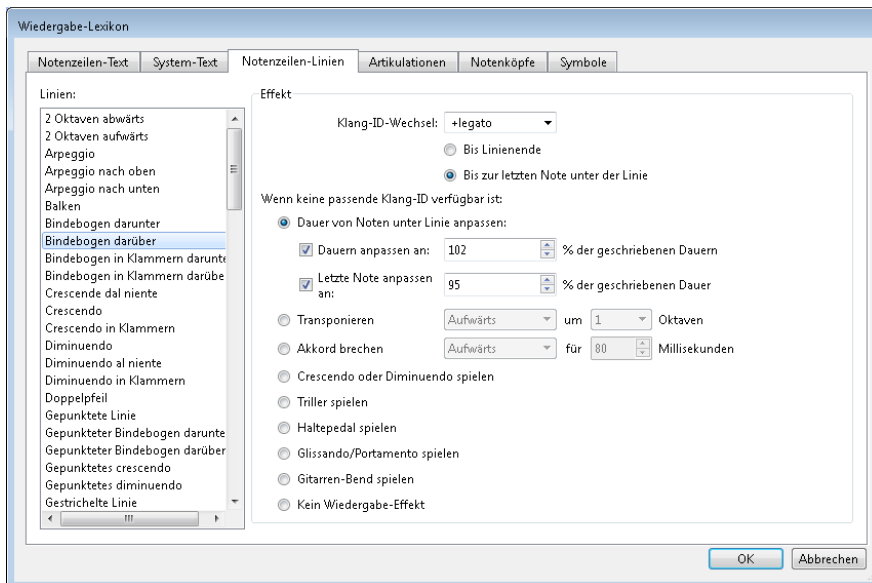 Wiedergabe-Lexikon
Notenzeilen-Text System-Text Notenzeilen-Linien Artikulationen Notenköpfe Symbole
Linien:
2 Oktaven abwärts
2 Oktaven aufwärts
Arpeggio
Arpeggio nach oben
Arpeggio nach unten
Balken
Bindebogen darunter
Bindebogen darüber
Bindebogen in Klammern darunte
Bindebogen in Klammern darübe
Crescende dal niente
Crescendo
Crescendo in Klammern
Diminuendo
Diminuendo al niente
Diminuendo in Klammern
Doppelpfeil
Gepunktete Linie
Gepunkteter Bindebogen darunte
Gepunkteter Bindebogen darüber
Gepunktetes crescendo
Gepunktetes diminuendo
Gestrichelte Linie
Effekt
Klang-ID-Wechsel: +legato
Bis Linienende
Bis zur letzten Note unter der Linie
Wenn keine passende Klang-ID verfügbar ist:
Dauer von Noten unter Linie anpassen:
Dauern anpassen an: 102 % der geschriebenen Dauern
Letzte Note anpassen
an: 95 % der geschriebenen Dauer
Transponieren Aufwärts um 1 Oktaven
Akkord brechen Aufwärts für 80 Millisekunden
Crescendo oder Diminuendo spielen
Triller spielen
Haltepedal spielen
Glissando/Portamento spielen
Gitarren-Bend spielen
Kein Wiedergabe-Effekt
OK Abbrechen